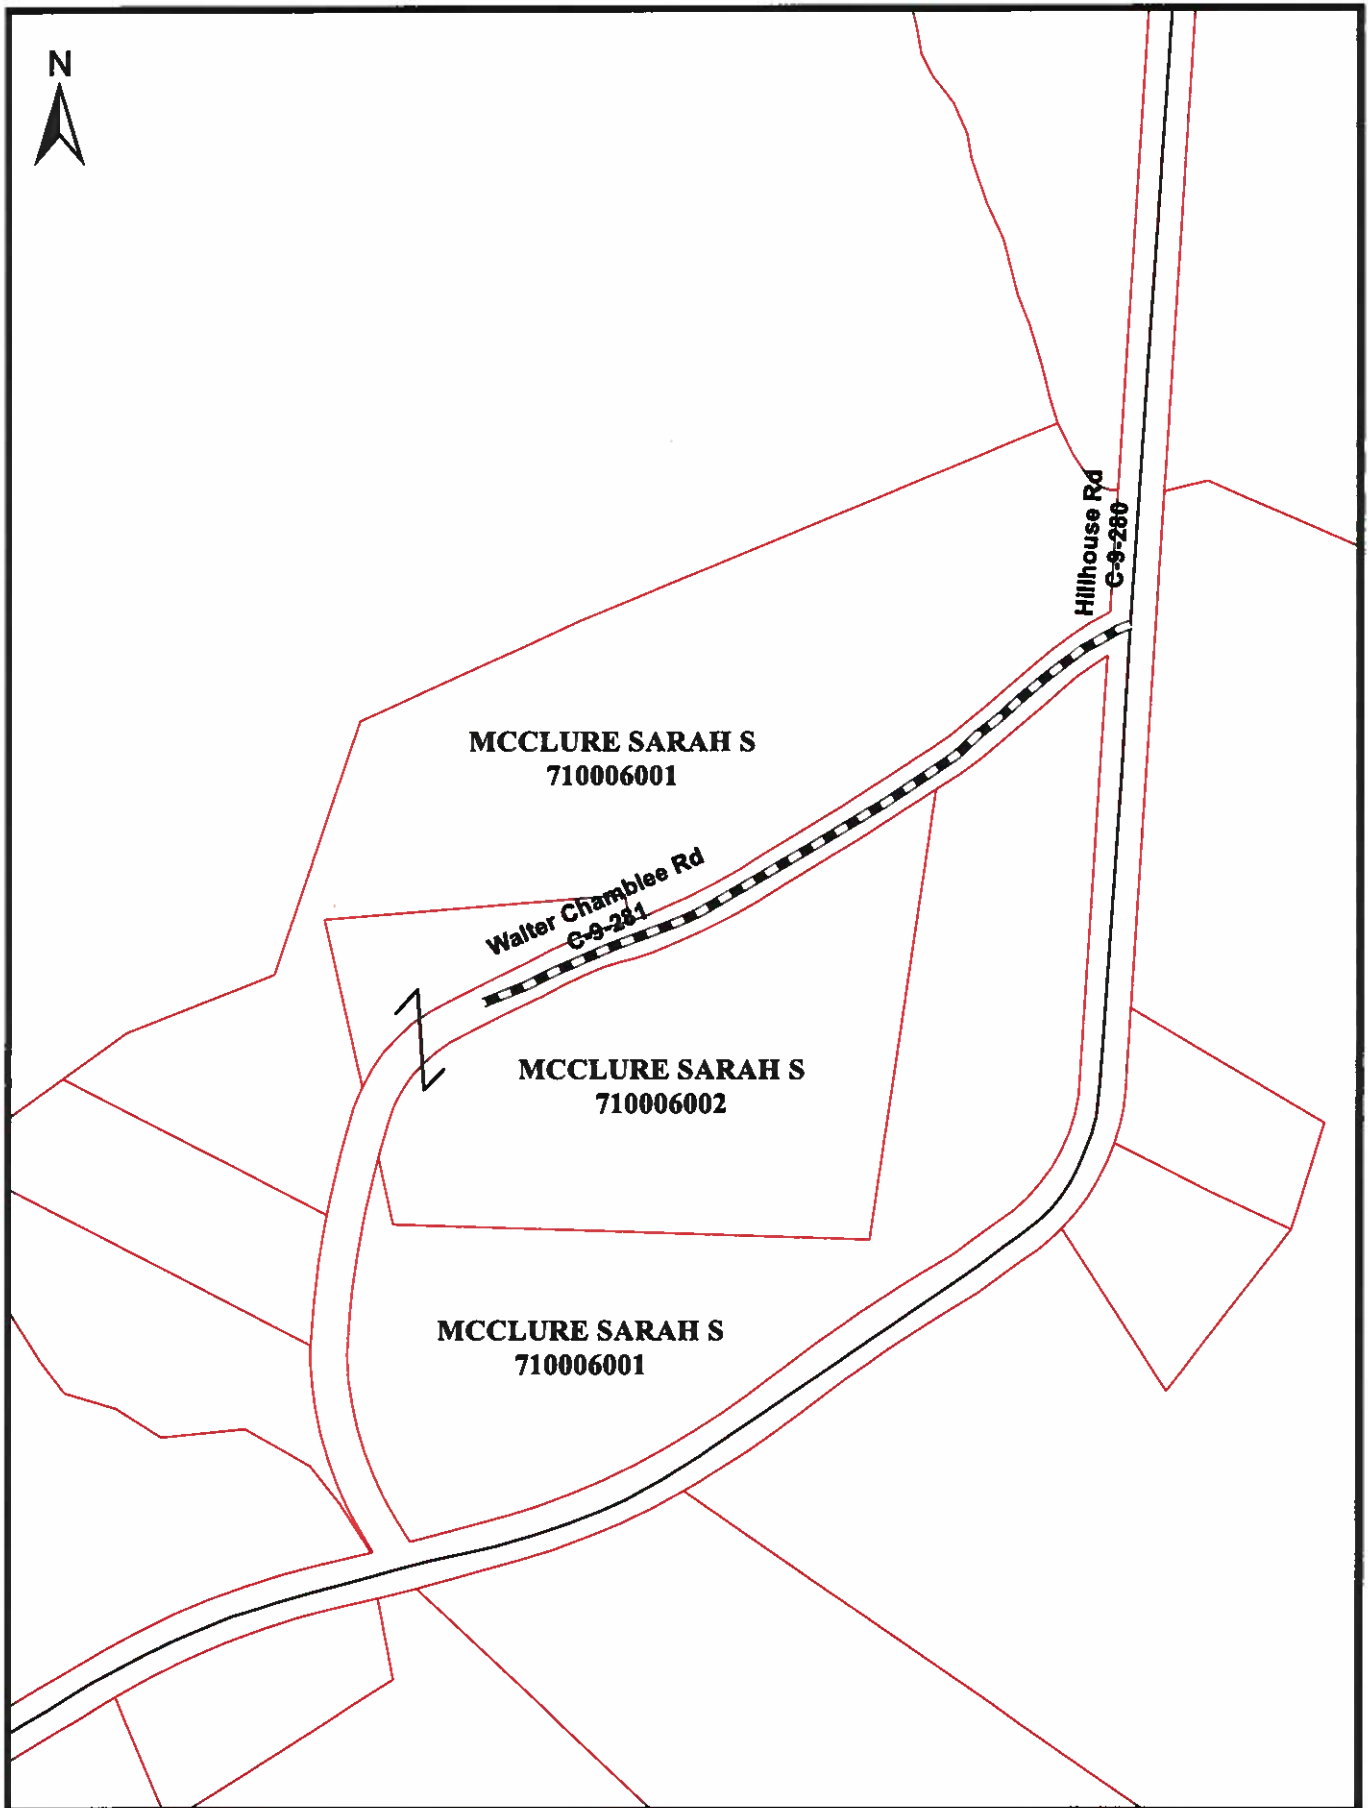 N
Hillhouse Rd
C-9-280
MCCLURE SARAH S
710006001
Walter Chamblee Rd
C-9-281
MCCLURE SARAH S
710006002
MCCLURE SARAH S
710006001